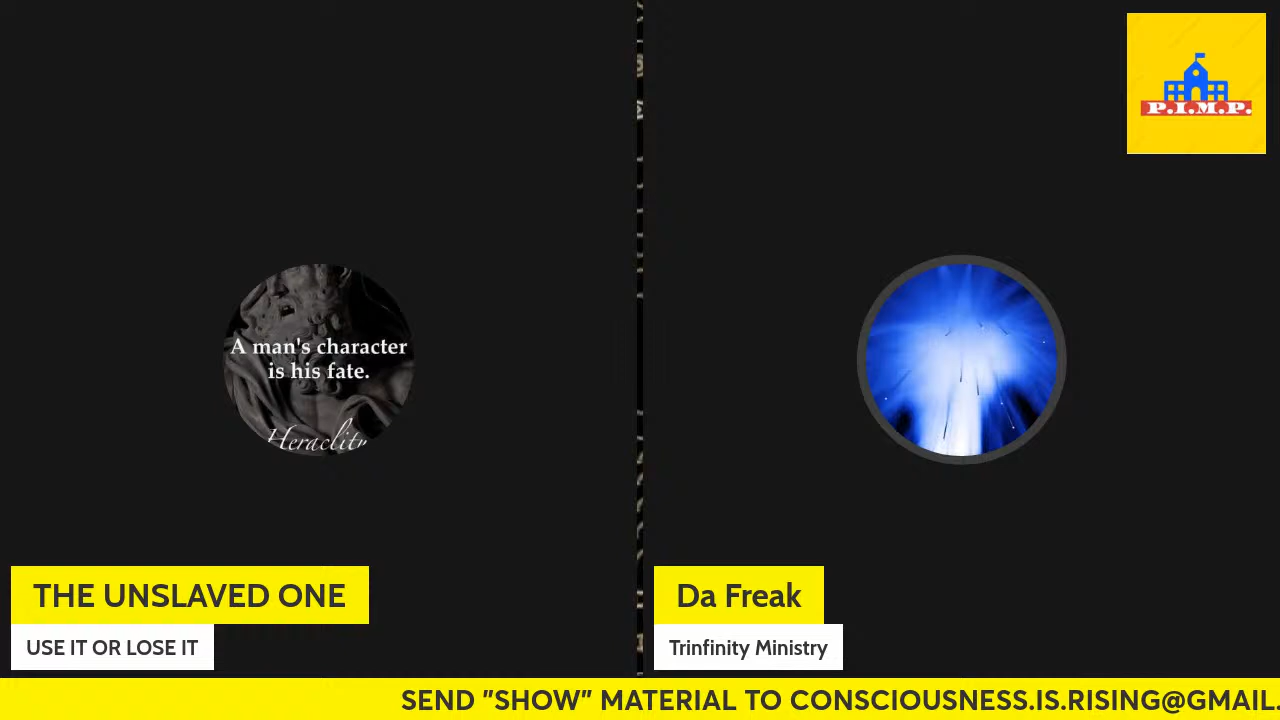 P.I.M.P.
A man's character
is his fate.
THE UNSLAVED ONE
USE IT OR LOSE IT
Da Freak
Trinfinity Ministry
SEND "SHOW" MATERIAL TO CONSCIOUSNESS.IS.RISING@GMAIL.